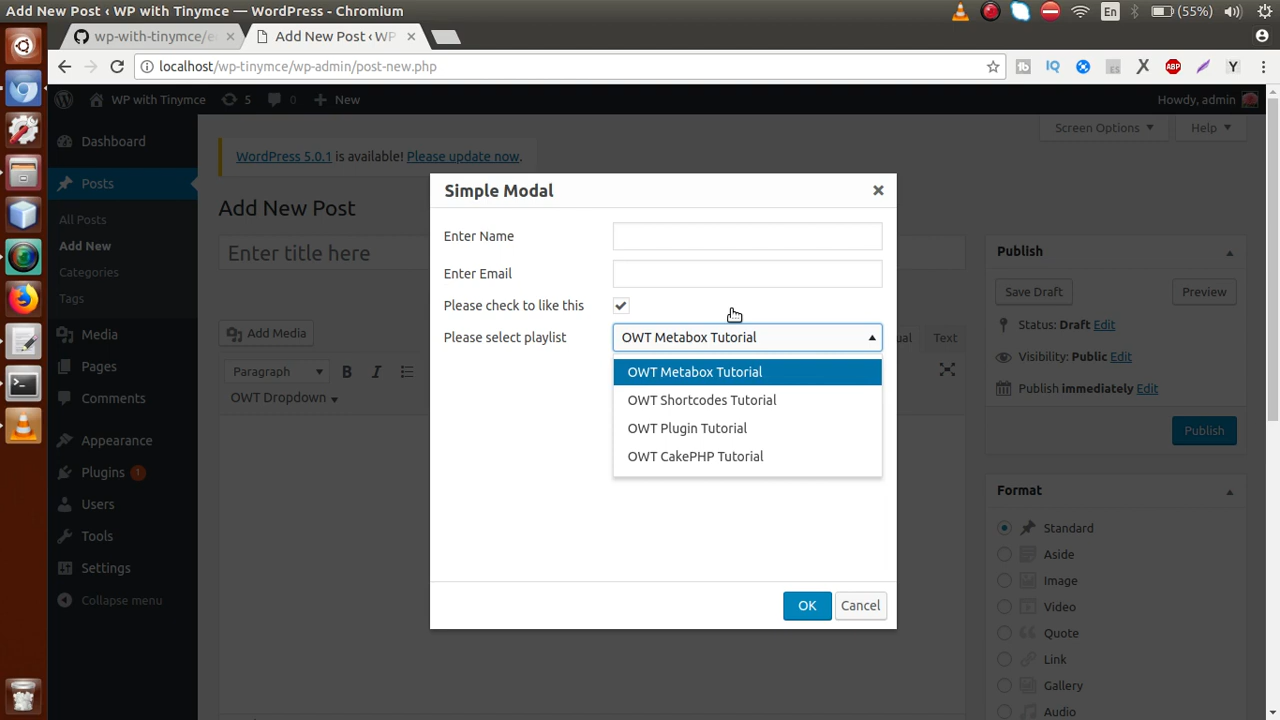 Add New Post ‹ WP with Tinymce — WordPress - Chromium
En
(55%)
wp-with-tinymce/e
Add New Post ‹ WP
localhost/wp-tinymce/wp-admin/post-new.php
WP with Tinymce
5
0
New
Howdy, admin
Dashboard
Posts
All Posts
Add New
Categories
Tags
Media
Pages
Comments
Appearance
Plugins 1
Users
Tools
Settings
Collapse menu
Screen Options
Help
WordPress 5.0.1 is available! Please update now.
Add New Post
Enter title here
Add Media
Text
Paragraph
B I
OWT Dropdown
Simple Modal
Enter Name
Enter Email
Please check to like this
Please select playlist
OWT Metabox Tutorial
OWT Metabox Tutorial
OWT Shortcodes Tutorial
OWT Plugin Tutorial
OWT CakePHP Tutorial
OK
Cancel
Publish
Save Draft
Preview
Status: Draft Edit
Visibility: Public Edit
Publish immediately Edit
Publish
Format
Standard
Aside
Image
Video
Quote
Link
Gallery
Audio